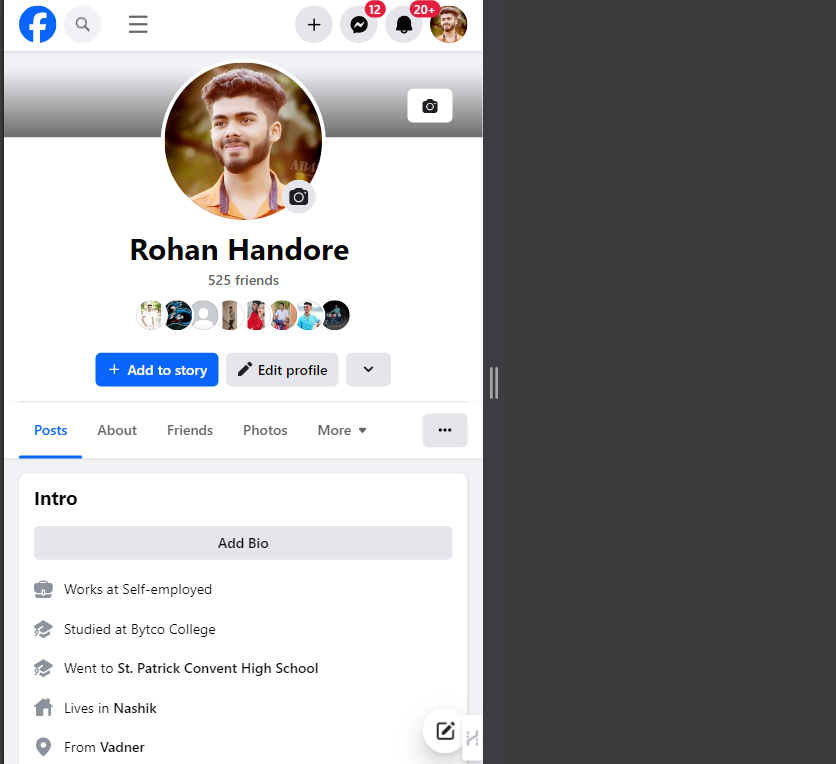 12
20+
Rohan Handore
525 friends
+ Add to story
Edit profile
Posts
About
Friends
Photos
More
Intro
Add Bio
Works at Self-employed
Studied at Bytco College
Went to St. Patrick Convent High School
Lives in Nashik
From Vadner